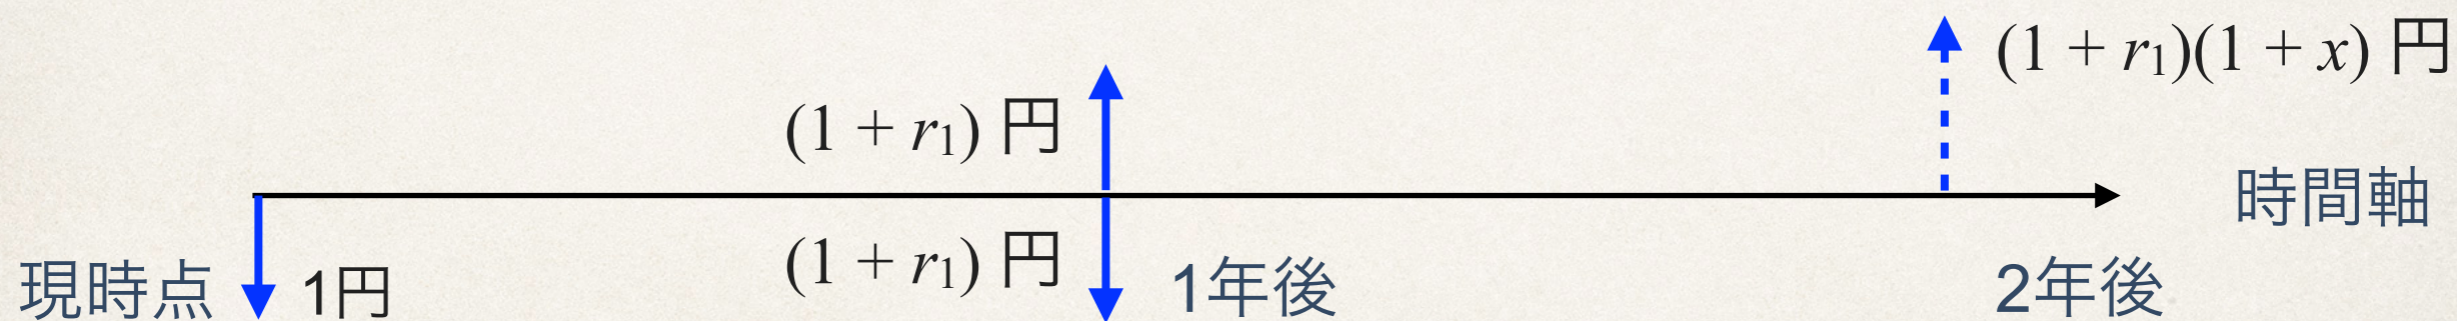 (1 + r₁)(1 + x) 円
(1 + r₁) 円
時間軸
(1 + r₁) 円
現時点 1円 1年後 2年後